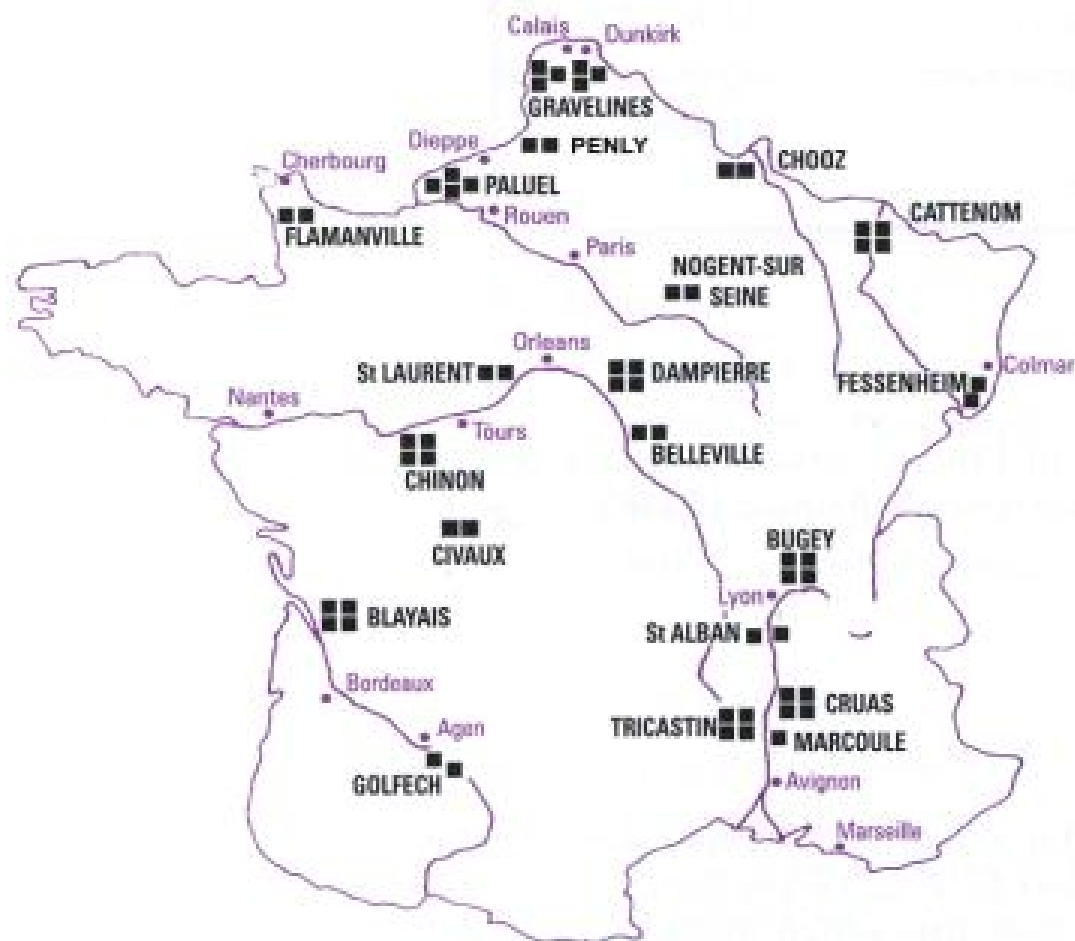 Calais
Dunkirk
GRAVELINES
Dieppe
PENLY
CHOOZ
Cherbourg
PALUEL
Rouen
CATTENOM
FLAMANVILLE
Paris
NOGENT-SUR
SEINE
Orleans
St LAURENT
DAMPIERRE
Colmar
FESSENHEIM
Nantes
Tours
BELLEVILLE
CHINON
CIVAUX
BUGEY
Lyon
BLAYAIS
St ALBAN
Bordeaux
CRUAS
TRICASTIN
Agen
MARCOULE
GOLFECH
Avignon
Marseille